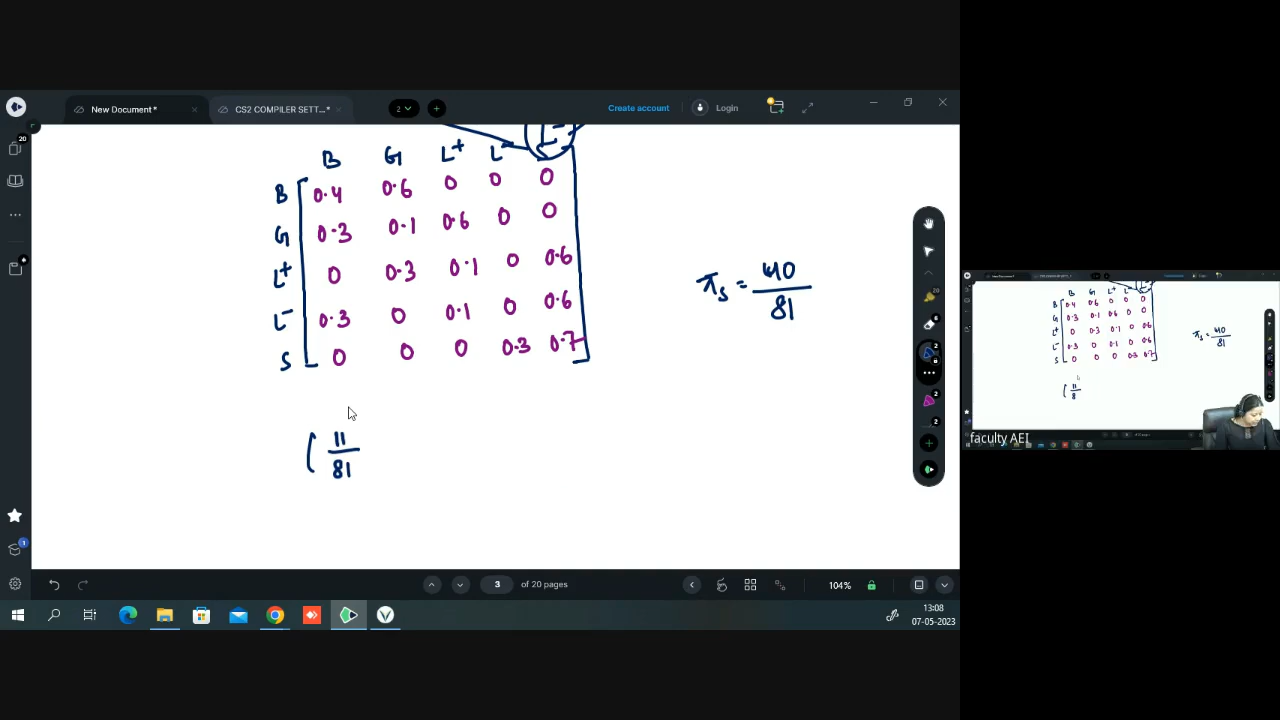 New Document*
CS2 COMPILER SETT...*
2
Create account
Login
20
B G L+ L-
B 0.4 0.6 0 0 0
G 0.3 0.1 0.6 0 0
L+ 0 0.3 0.1 0 0.6
L- 0.3 0 0.1 0 0.6
S 0 0 0 0.3 0.7
πs = 40/81
( 11/81
faculty AEI
3 of 20 pages
104%
13:08
07-05-2023